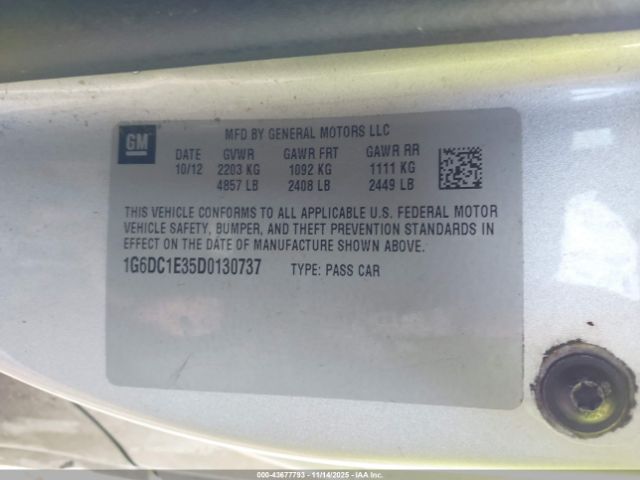 GM
MFD BY GENERAL MOTORS LLC
DATE GVWR GAWR FRT GAWR RR
10/12 2203 KG 1092 KG 1111 KG
4857 LB 2408 LB 2449 LB
THIS VEHICLE CONFORMS TO ALL APPLICABLE U.S. FEDERAL MOTOR
VEHICLE SAFETY, BUMPER, AND THEFT PREVENTION STANDARDS IN
EFFECT ON THE DATE OF MANUFACTURE SHOWN ABOVE.
1G6DC1E35D0130737 TYPE: PASS CAR
000-43677793 - 11/14/2025 - IAA Inc.